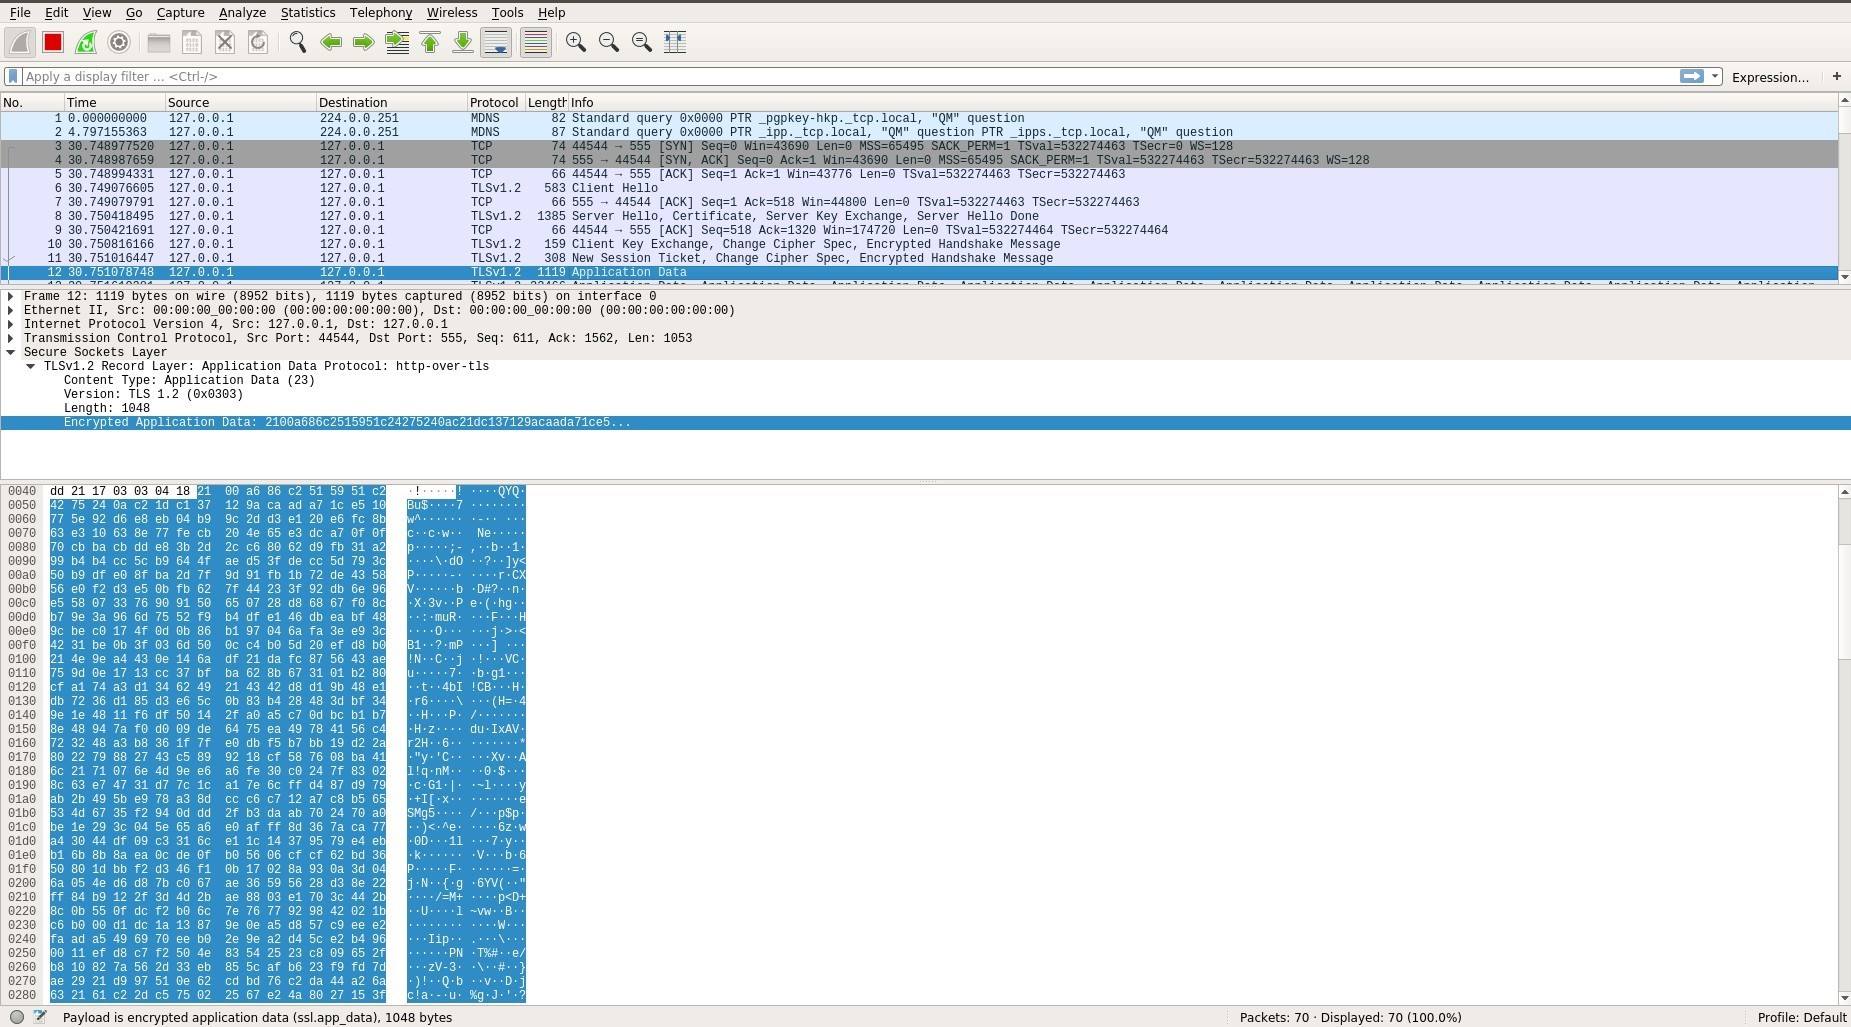 File Edit View Go Capture Analyze Statistics Telephony Wireless Tools Help
Apply a display filter ... <Ctrl-/> Expression... +
No. Time Source Destination Protocol Length Info
1 0.000000000 127.0.0.1 224.0.0.251 MDNS 82 Standard query 0x0000 PTR _pgpkey-hkp._tcp.local, "QM" question
2 4.797155363 127.0.0.1 224.0.0.251 MDNS 87 Standard query 0x0000 PTR _ipp._tcp.local, "QM" question PTR _ipps._tcp.local, "QM" question
3 30.748977520 127.0.0.1 127.0.0.1 TCP 74 44544 → 555 [SYN] Seq=0 Win=43690 Len=0 MSS=65495 SACK_PERM=1 TSval=532274463 TSecr=0 WS=128
4 30.748987659 127.0.0.1 127.0.0.1 TCP 74 555 → 44544 [SYN, ACK] Seq=0 Ack=1 Win=43690 Len=0 MSS=65495 SACK_PERM=1 TSval=532274463 TSecr=532274463 WS=128
5 30.748994331 127.0.0.1 127.0.0.1 TCP 66 44544 → 555 [ACK] Seq=1 Ack=1 Win=43776 Len=0 TSval=532274463 TSecr=532274463
6 30.749076605 127.0.0.1 127.0.0.1 TLSv1.2 583 Client Hello
7 30.749079791 127.0.0.1 127.0.0.1 TCP 66 555 → 44544 [ACK] Seq=1 Ack=518 Win=44800 Len=0 TSval=532274463 TSecr=532274463
8 30.750418495 127.0.0.1 127.0.0.1 TLSv1.2 1385 Server Hello, Certificate, Server Key Exchange, Server Hello Done
9 30.750421691 127.0.0.1 127.0.0.1 TCP 66 44544 → 555 [ACK] Seq=518 Ack=1320 Win=174720 Len=0 TSval=532274464 TSecr=532274464
10 30.750816166 127.0.0.1 127.0.0.1 TLSv1.2 159 Client Key Exchange, Change Cipher Spec, Encrypted Handshake Message
11 30.751016447 127.0.0.1 127.0.0.1 TLSv1.2 308 New Session Ticket, Change Cipher Spec, Encrypted Handshake Message
12 30.751078748 127.0.0.1 127.0.0.1 TLSv1.2 1119 Application Data
Frame 12: 1119 bytes on wire (8952 bits), 1119 bytes captured (8952 bits) on interface 0
Ethernet II, Src: 00:00:00_00:00:00 (00:00:00:00:00:00), Dst: 00:00:00_00:00:00 (00:00:00:00:00:00)
Internet Protocol Version 4, Src: 127.0.0.1, Dst: 127.0.0.1
Transmission Control Protocol, Src Port: 44544, Dst Port: 555, Seq: 611, Ack: 1562, Len: 1053
Secure Sockets Layer
TLSv1.2 Record Layer: Application Data Protocol: http-over-tls
Content Type: Application Data (23)
Version: TLS 1.2 (0x0303)
Length: 1048
Encrypted Application Data: 2100a686c2515951c24275240ac21dc137129acaada71ce5...
0040 dd 21 17 03 03 04 18 21 00 a6 86 c2 51 59 51 c2 ·!·····! ····QYQ·
0050 42 75 24 0a c2 1d c1 37 12 9a ca ad a7 1c e5 10 Bu$····7 ········
0060 77 5e 92 d6 e8 eb 04 b9 9c 2d d3 e1 20 e6 fc 8b w^······ ·-·· ···
0070 63 e3 10 63 8e 77 fe cb 20 4e 65 e3 dc a7 0f 0f c··c·w·· Ne·····
0080 70 cb ba cb dd e8 3b 2d 2c c6 80 62 d9 fb 31 a2 p·····;- ,··b··1·
0090 99 b4 b4 cc 5c b9 64 4f ae d5 3f de cc 5d 79 3c ····\·dO ··?··]y<
00a0 50 b9 df e0 8f ba 2d 7f 9d 91 fb 1b 72 de 43 58 P·····-· ····r·CX
00b0 56 e0 f2 d3 e5 0b fb 62 7f 44 23 3f 92 db 6e 96 V······b ·D#?··n·
00c0 e5 58 07 33 76 90 91 50 65 07 28 d8 68 67 f0 8c ·X·3v··P e·(·hg··
00d0 b7 9e 3a 96 6d 75 52 f9 b4 df e1 46 db ea bf 48 ··:·muR· ···F···H
00e0 9c be c0 17 4f 0d 0b 86 b1 97 04 6a fa 3e e9 3c ····O··· ···j·>·<
00f0 42 31 be 0b 3f 03 6d 50 0c c4 b0 5d 20 ef d8 b0 B1··?·mP ···] ···
0100 21 4e 9e a4 43 0e 14 6a df 21 da fc 87 56 43 ae !N··C··j ·!···VC·
0110 75 9d 0e 17 13 cc 37 bf ba 62 8b 67 31 01 b2 80 u·····7· ·b·g1···
0120 cf a1 74 a3 d1 34 62 49 21 43 42 d8 d1 9b 48 e1 ··t··4bI !CB···H·
0130 db 72 36 d1 85 d3 e6 5c 0b 83 b4 28 48 3d bf 34 ·r6····\ ···(H=·4
0140 9e 1e 48 11 f6 df 50 14 2f a0 a5 c7 0d bc b1 b7 ··H···P· /·······
0150 8e 48 94 7a f0 d0 09 de 64 75 ea 49 78 41 56 c4 ·H·z···· du·IxAV·
0160 72 32 48 a3 b8 36 1f 7f e0 db f5 b7 bb 19 d2 2a r2H··6·· ·······*
0170 80 22 79 88 27 43 c5 89 92 18 cf 58 76 08 ba 41 ·"y·'C·· ···Xv··A
0180 6c 21 71 07 6e 4d 9e e6 a6 fe 30 c0 24 7f 83 02 l!q·nM·· ··0·$···
0190 8c 63 e7 47 31 d7 7c 1c a1 7e 6c ff d4 87 d9 79 ·c·G1·|· ·~l····y
01a0 ab 2b 49 5b e9 78 a3 8d cc c6 c7 12 a7 c8 b5 65 ·+I[·x·· ·······e
01b0 53 4d 67 35 f2 94 0d dd 2f b3 da ab 70 24 70 a0 SMg5···· /···p$p·
01c0 be 1e 29 3c 04 5e 65 a6 e0 af ff 8d 36 7a ca 77 ··)<·^e· ····6z·w
01d0 a4 30 44 df 09 c3 31 6c e1 1c 14 37 95 79 e4 eb ·0D···1l ···7·y··
01e0 b1 6b 8b 8a ea 0c de 0f b0 56 06 cf cf 62 bd 36 ·k······ ·V···b·6
01f0 50 80 1d bb f2 d3 46 f1 0b 17 02 8a 93 0a 3d 04 P·····F· ······=·
0200 6a 05 4e d6 d8 7b c0 67 ae 36 59 56 28 d3 8e 22 j·N··{·g ·6YV(··"
0210 ff 84 b9 12 2f 3d 4d 2b ae 88 03 e1 70 3c 44 2b ····/=M+ ····p<D+
0220 8c 0b 55 0f dc f2 b0 6c 7e 76 77 92 98 42 02 1b ··U····l ~vw··B··
0230 c6 b0 00 d1 dc 1a 13 87 9e 0e a5 d8 57 c9 ee e2 ········ ····W···
0240 fa ad a5 49 69 70 ee b0 2e 9e a2 d4 5c e2 b4 96 ···Iip·· .···\···
0250 00 11 ef d8 c7 f2 50 4e 83 54 25 23 c8 09 65 2f ······PN ·T%#··e/
0260 b8 10 82 7a 56 2d 33 eb 85 5c af b6 23 f9 fd 7d ···zV-3· ·\··#··}
0270 ae 29 21 d9 97 51 0e 62 cd bd 76 c2 da 44 a2 6a ·)!··Q·b ··v··D·j
0280 63 21 61 c2 2d c5 75 02 25 67 e2 4a 80 27 15 3f c!a·-·u· %g·J·'·?
Payload is encrypted application data (ssl.app_data), 1048 bytes Packets: 70 · Displayed: 70 (100.0%) Profile: Default